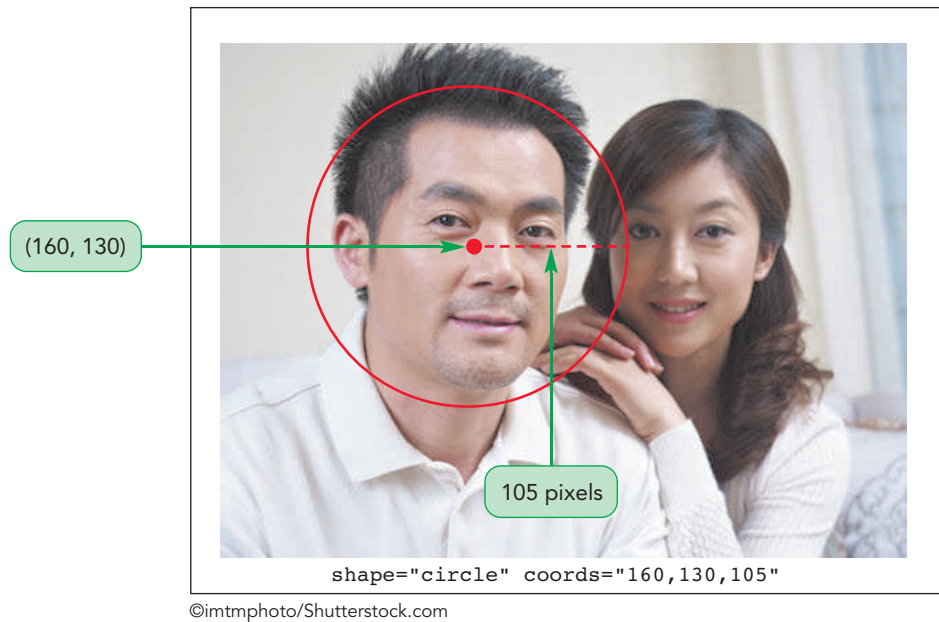 (160, 130)
105 pixels
shape="circle" coords="160,130,105"
©imtmphoto/Shutterstock.com